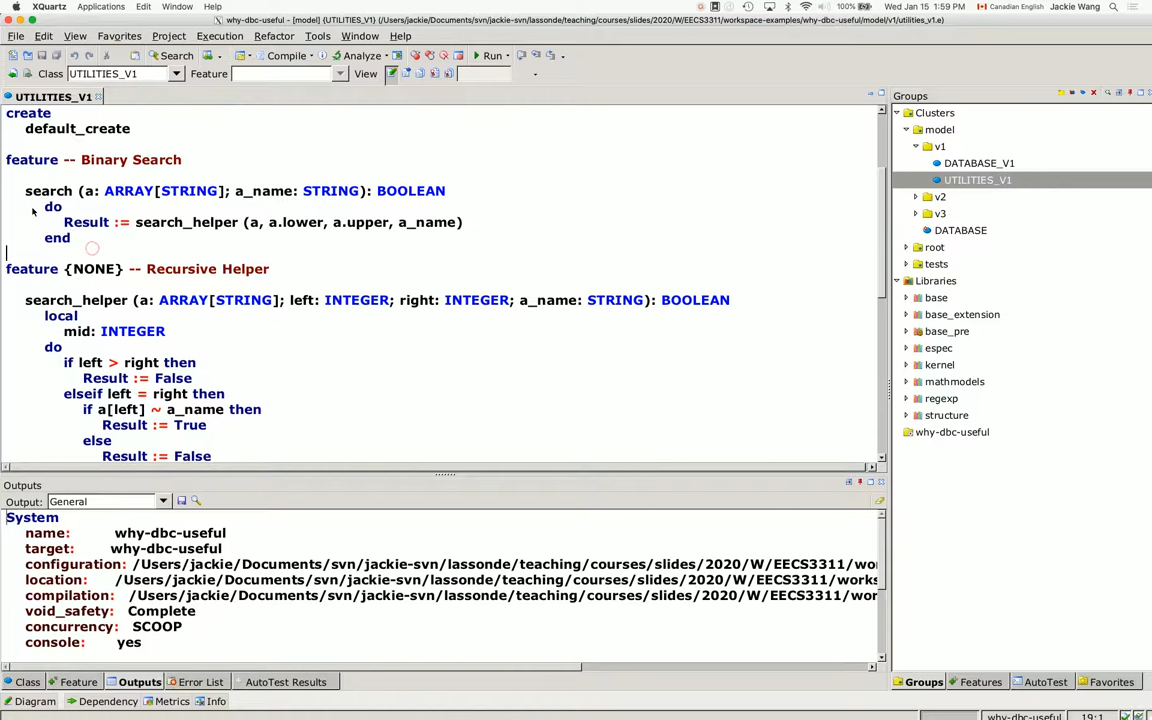 XQuartz Applications Edit Window Help 100% Wed Jan 22 1:59 PM Canadian English Jackie Wang
why-dbc-useful - [model] {UTILITIES_V1} (/Users/jackie/Documents/svn/jackie-svn/lassonde/teaching/courses/slides/2020/W/EECS3311/workspace-examples/why-dbc-useful/model/v1/utilities_v1.e)
File Edit View Favorites Project Execution Refactor Tools Window Help
Search Compile Analyze Run
Class UTILITIES_V1 Feature View
UTILITIES_V1
create
default_create
feature -- Binary Search
search (a: ARRAY[STRING]; a_name: STRING): BOOLEAN
do
Result := search_helper (a, a.lower, a.upper, a_name)
end
feature {NONE} -- Recursive Helper
search_helper (a: ARRAY[STRING]; left: INTEGER; right: INTEGER; a_name: STRING): BOOLEAN
local
mid: INTEGER
do
if left > right then
Result := False
elseif left = right then
if a[left] ~ a_name then
Result := True
else
Result := False
Groups
Clusters
model
v1
DATABASE_V1
UTILITIES_V1
v2
v3
DATABASE
root
tests
Libraries
base
base_extension
base_pre
espec
kernel
mathmodels
regexp
structure
why-dbc-useful
Outputs
Output: General
System
name: why-dbc-useful
target: why-dbc-useful
configuration: /Users/jackie/Documents/svn/jackie-svn/lassonde/teaching/courses/slides/2020/W/EECS3311/wor
location: /Users/jackie/Documents/svn/jackie-svn/lassonde/teaching/courses/slides/2020/W/EECS3311/works
compilation: /Users/jackie/Documents/svn/jackie-svn/lassonde/teaching/courses/slides/2020/W/EECS3311/wor
void_safety: Complete
concurrency: SCOOP
console: yes
Class Feature Outputs Error List AutoTest Results
Groups Features AutoTest Favorites
Diagram Dependency Metrics Info
why-dbc-useful 19:1